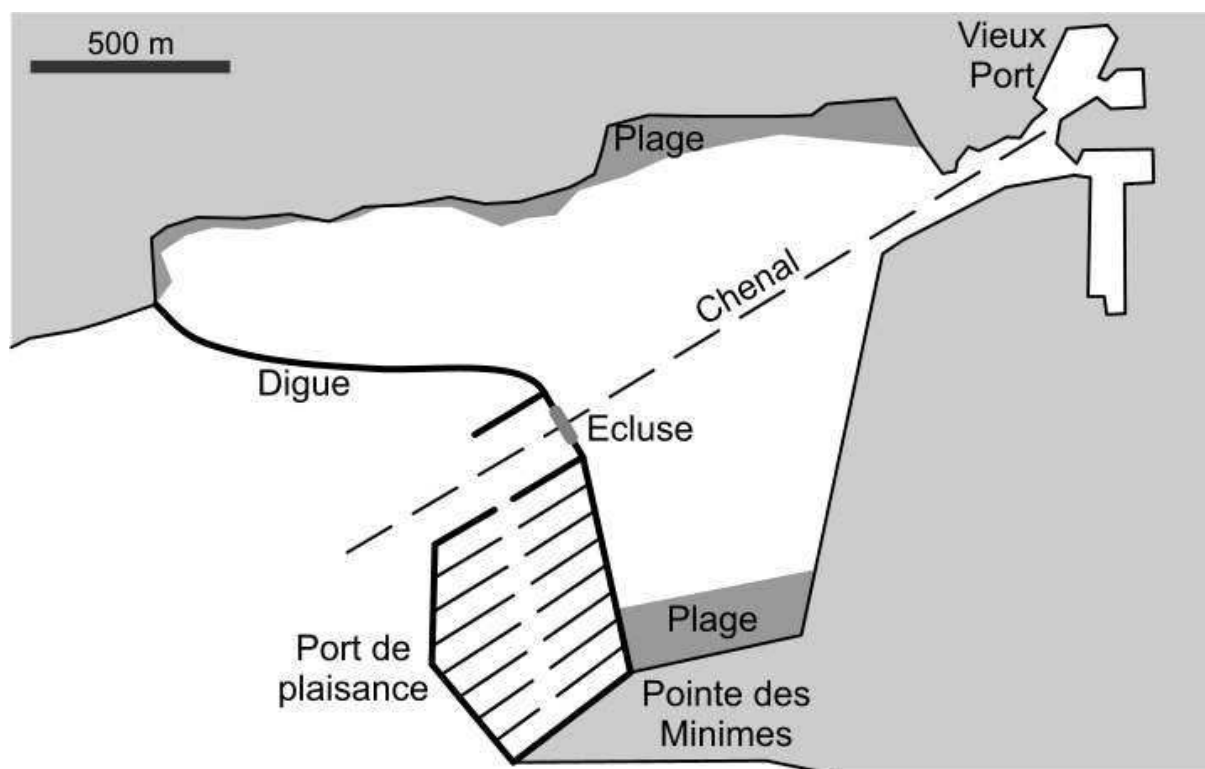 500 m
Vieux
Port
Plage
Chenal
Digue
Ecluse
Plage
Port de
plaisance
Pointe des
Minimes